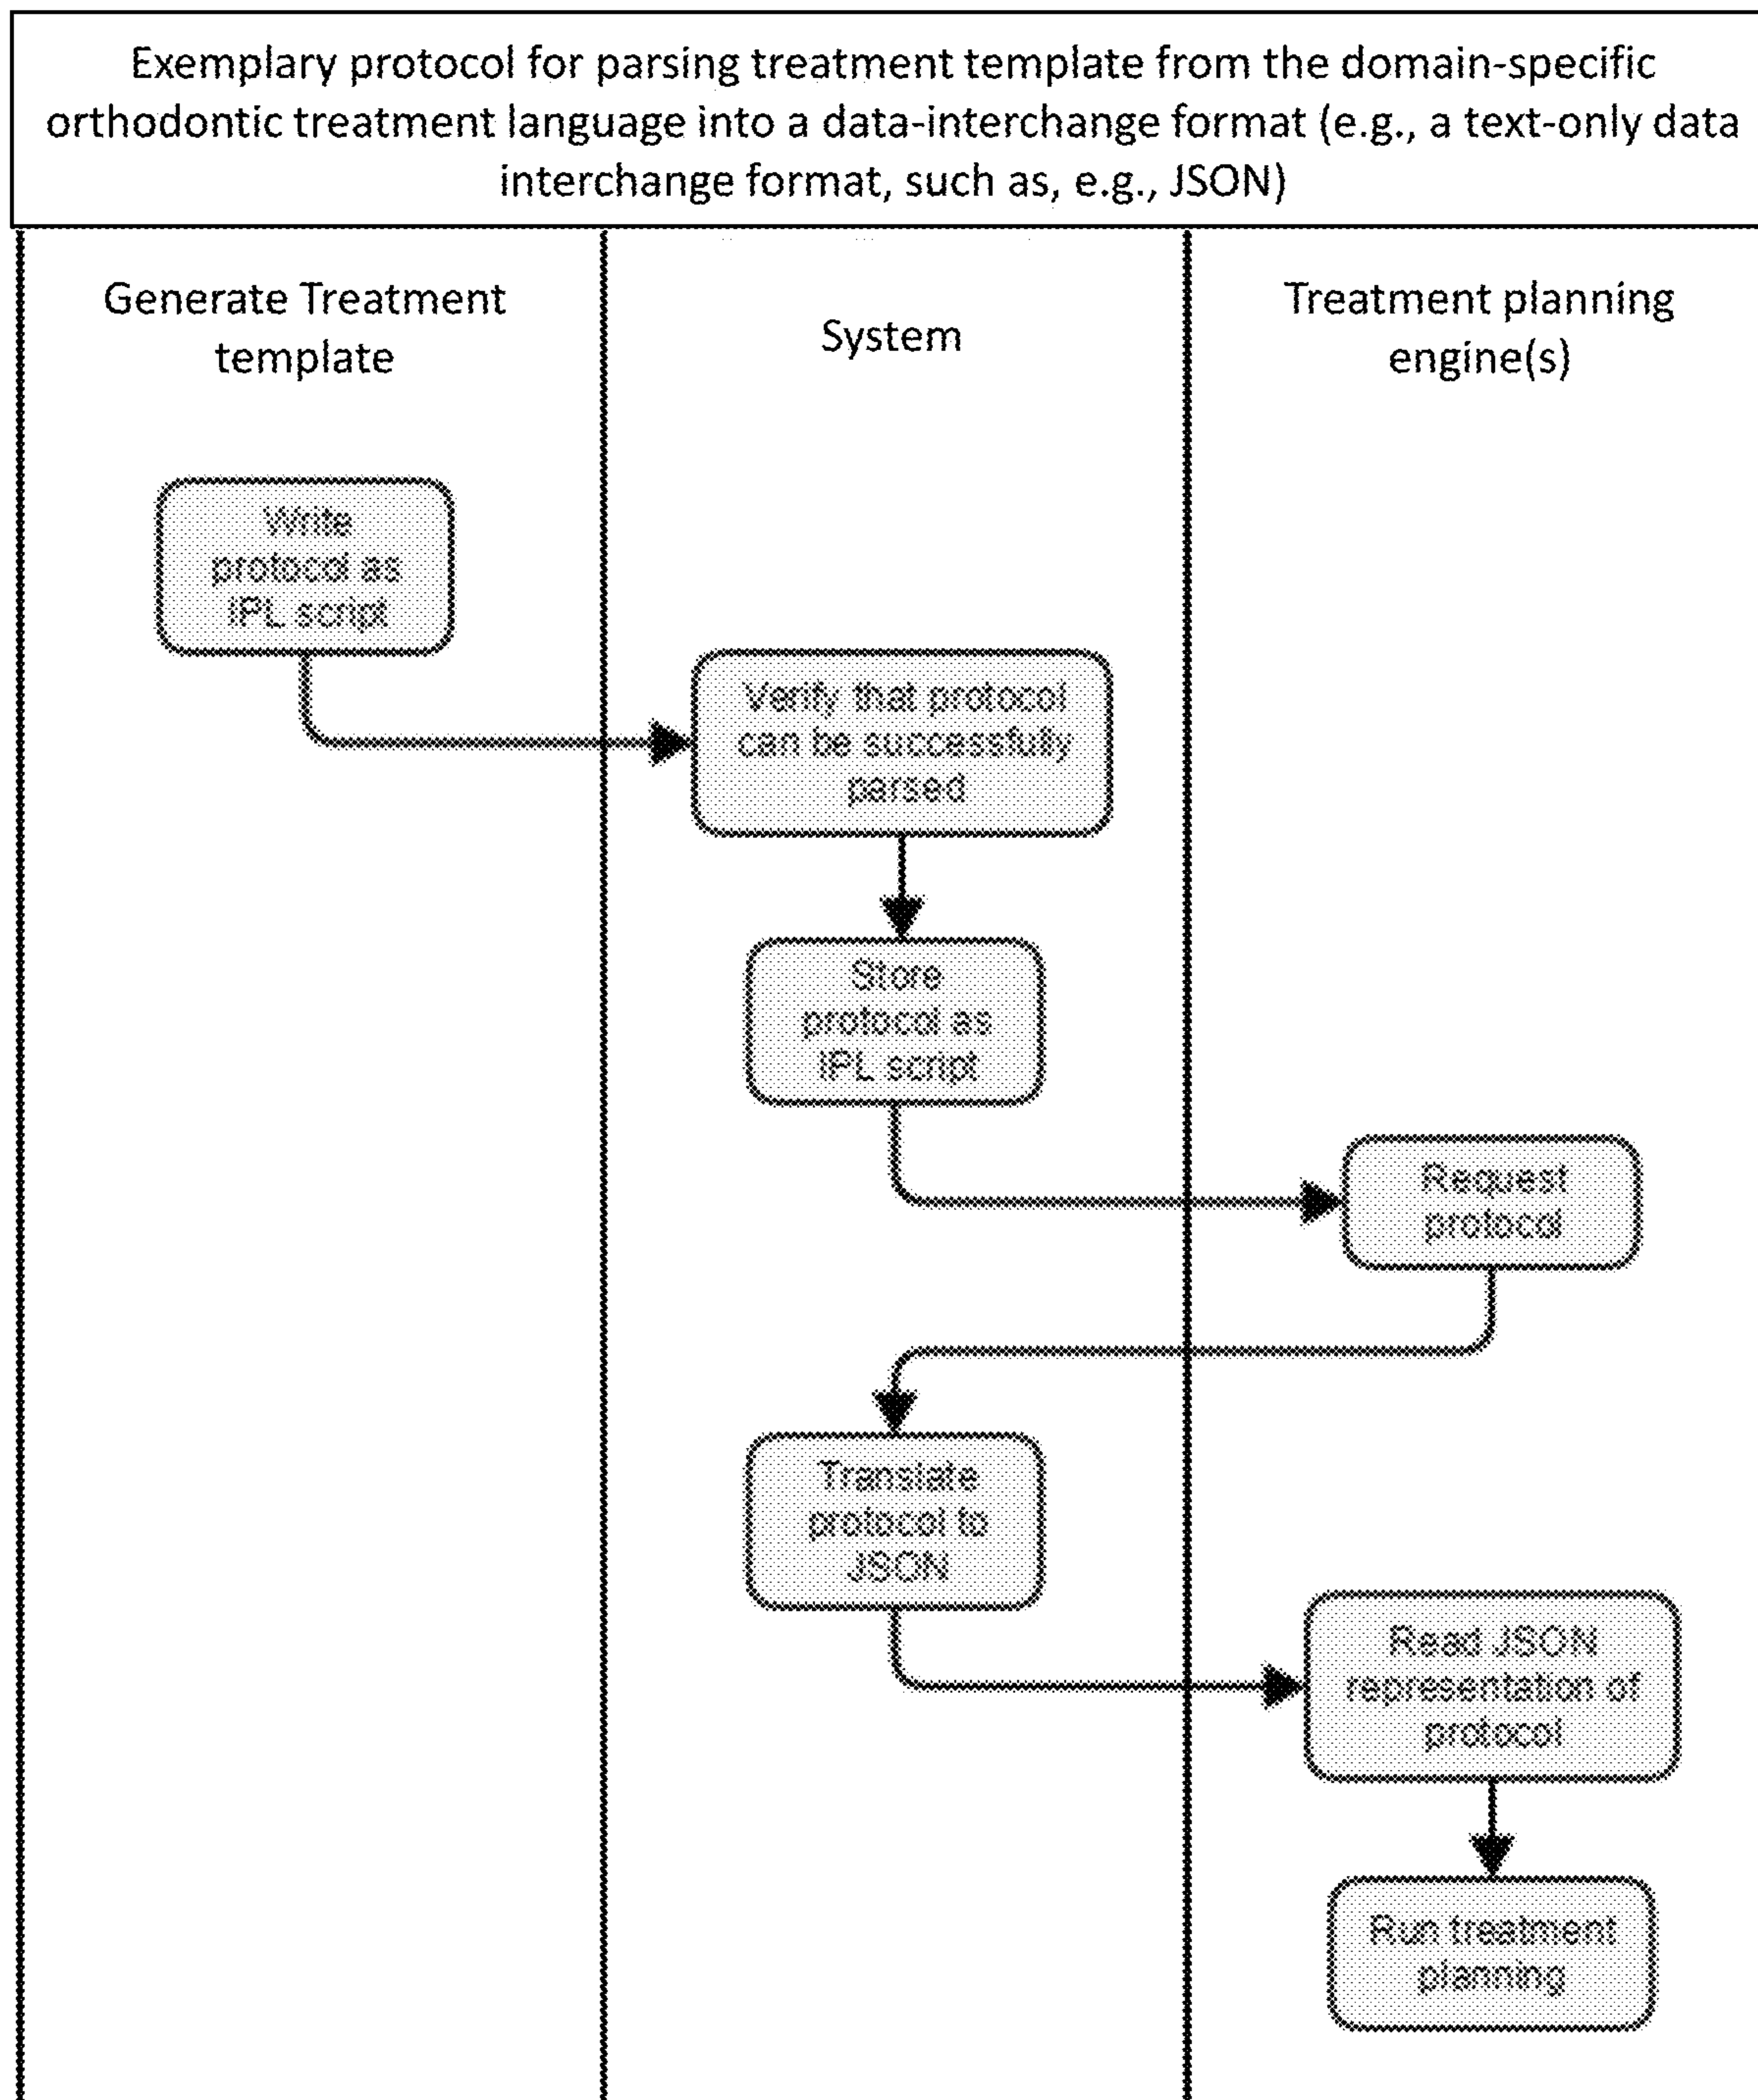 Exemplary protocol for parsing treatment template from the domain-specific
orthodontic treatment language into a data-interchange format (e.g., a text-only data
interchange format, such as, e.g., JSON)
Generate Treatment
template
System
Treatment planning
engine(s)
Write
protocol as
IPL script
Verify that protocol
can be successfully
parsed
Store
protocol as
IPL script
Request
protocol
Translate
protocol to
JSON
Read JSON
representation of
protocol
Run treatment
planning